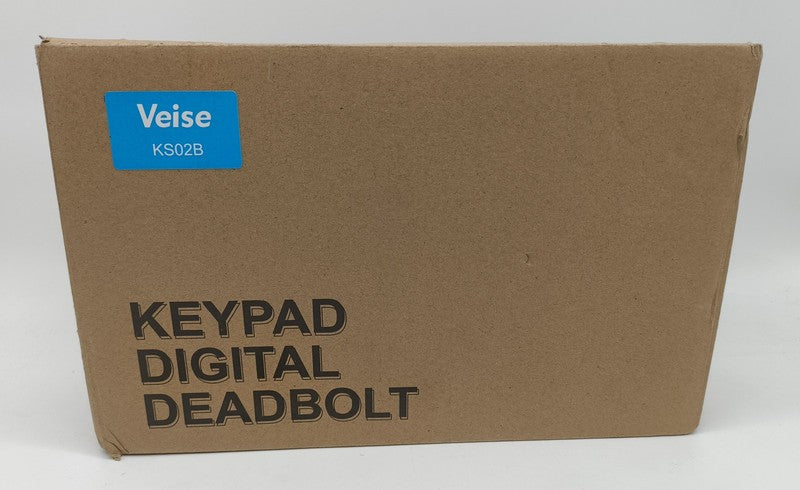 Veise
KS02B
KEYPAD
DIGITAL
DEADBOLT